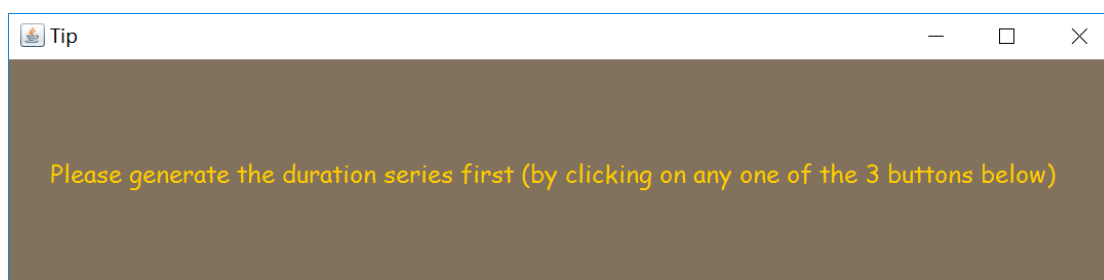 Tip
Please generate the duration series first (by clicking on any one of the 3 buttons below)